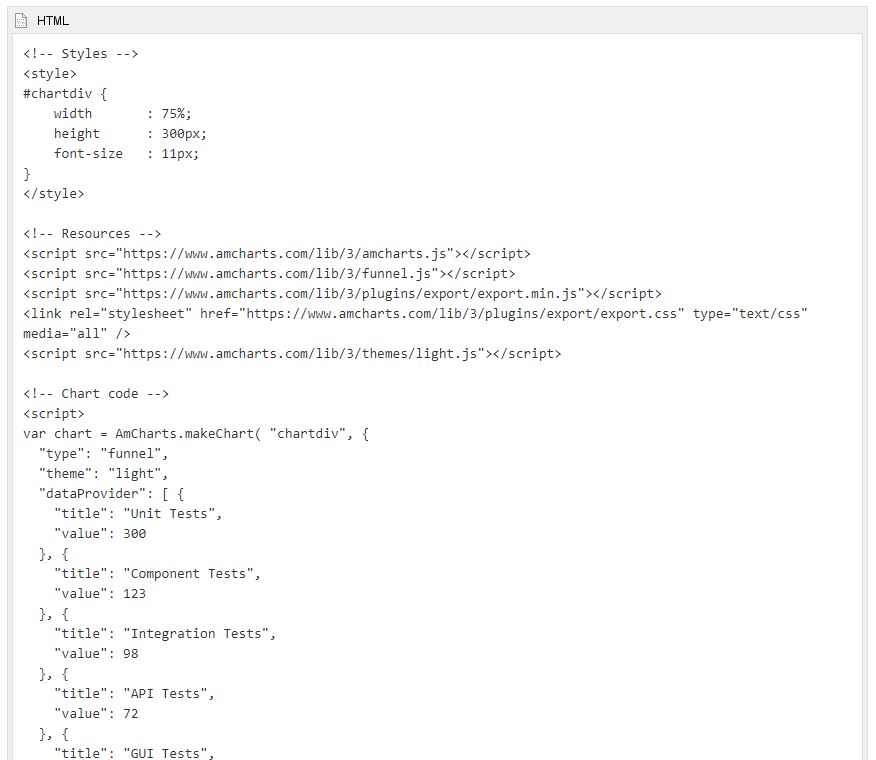 HTML
<!-- Styles -->
<style>
#chartdiv {
    width       : 75%;
    height      : 300px;
    font-size   : 11px;
}
</style>

<!-- Resources -->
<script src="https://www.amcharts.com/lib/3/amcharts.js"></script>
<script src="https://www.amcharts.com/lib/3/funnel.js"></script>
<script src="https://www.amcharts.com/lib/3/plugins/export/export.min.js"></script>
<link rel="stylesheet" href="https://www.amcharts.com/lib/3/plugins/export/export.css" type="text/css"
media="all" />
<script src="https://www.amcharts.com/lib/3/themes/light.js"></script>

<!-- Chart code -->
<script>
var chart = AmCharts.makeChart( "chartdiv", {
  "type": "funnel",
  "theme": "light",
  "dataProvider": [ {
    "title": "Unit Tests",
    "value": 300
  }, {
    "title": "Component Tests",
    "value": 123
  }, {
    "title": "Integration Tests",
    "value": 98
  }, {
    "title": "API Tests",
    "value": 72
  }, {
    "title": "GUI Tests",